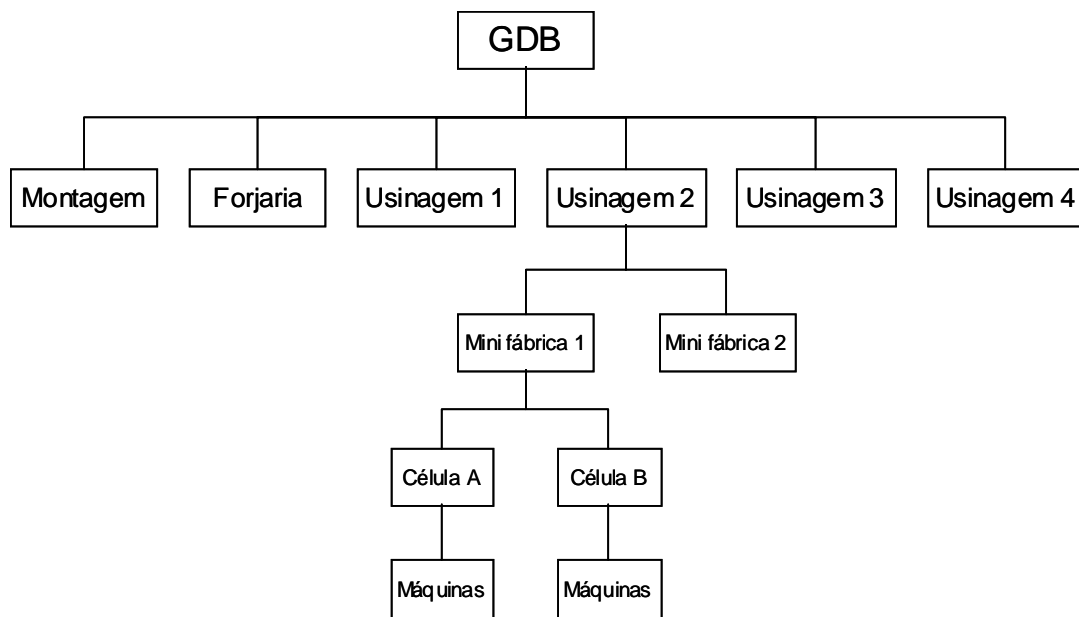 GDB
Montagem
Forjaria
Usinagem 1
Usinagem 2
Usinagem 3
Usinagem 4
Mini fábrica 1
Mini fábrica 2
Célula A
Célula B
Máquinas
Máquinas